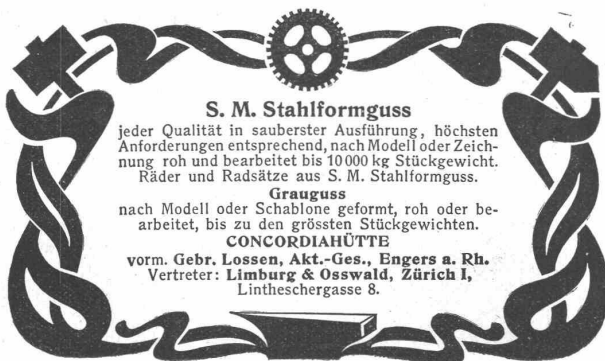 S. M. Stahlformguss
jeder Qualität in sauberster Ausführung, höchsten
Anforderungen entsprechend, nach Modell oder Zeich-
nung roh und bearbeitet bis 10000 kg Stückgewicht.
Räder und Radsätze aus S. M. Stahlformguss.
Grauguss
nach Modell oder Schablone geformt, roh oder be-
arbeitet, bis zu den grössten Stückgewichten.
CONCORDIAHÜTTE
vorm. Gebr. Lossen, Akt.-Ges., Engers a. Rh.
Vertreter: Limburg & Osswald, Zürich I,
Lintheschergasse 8.